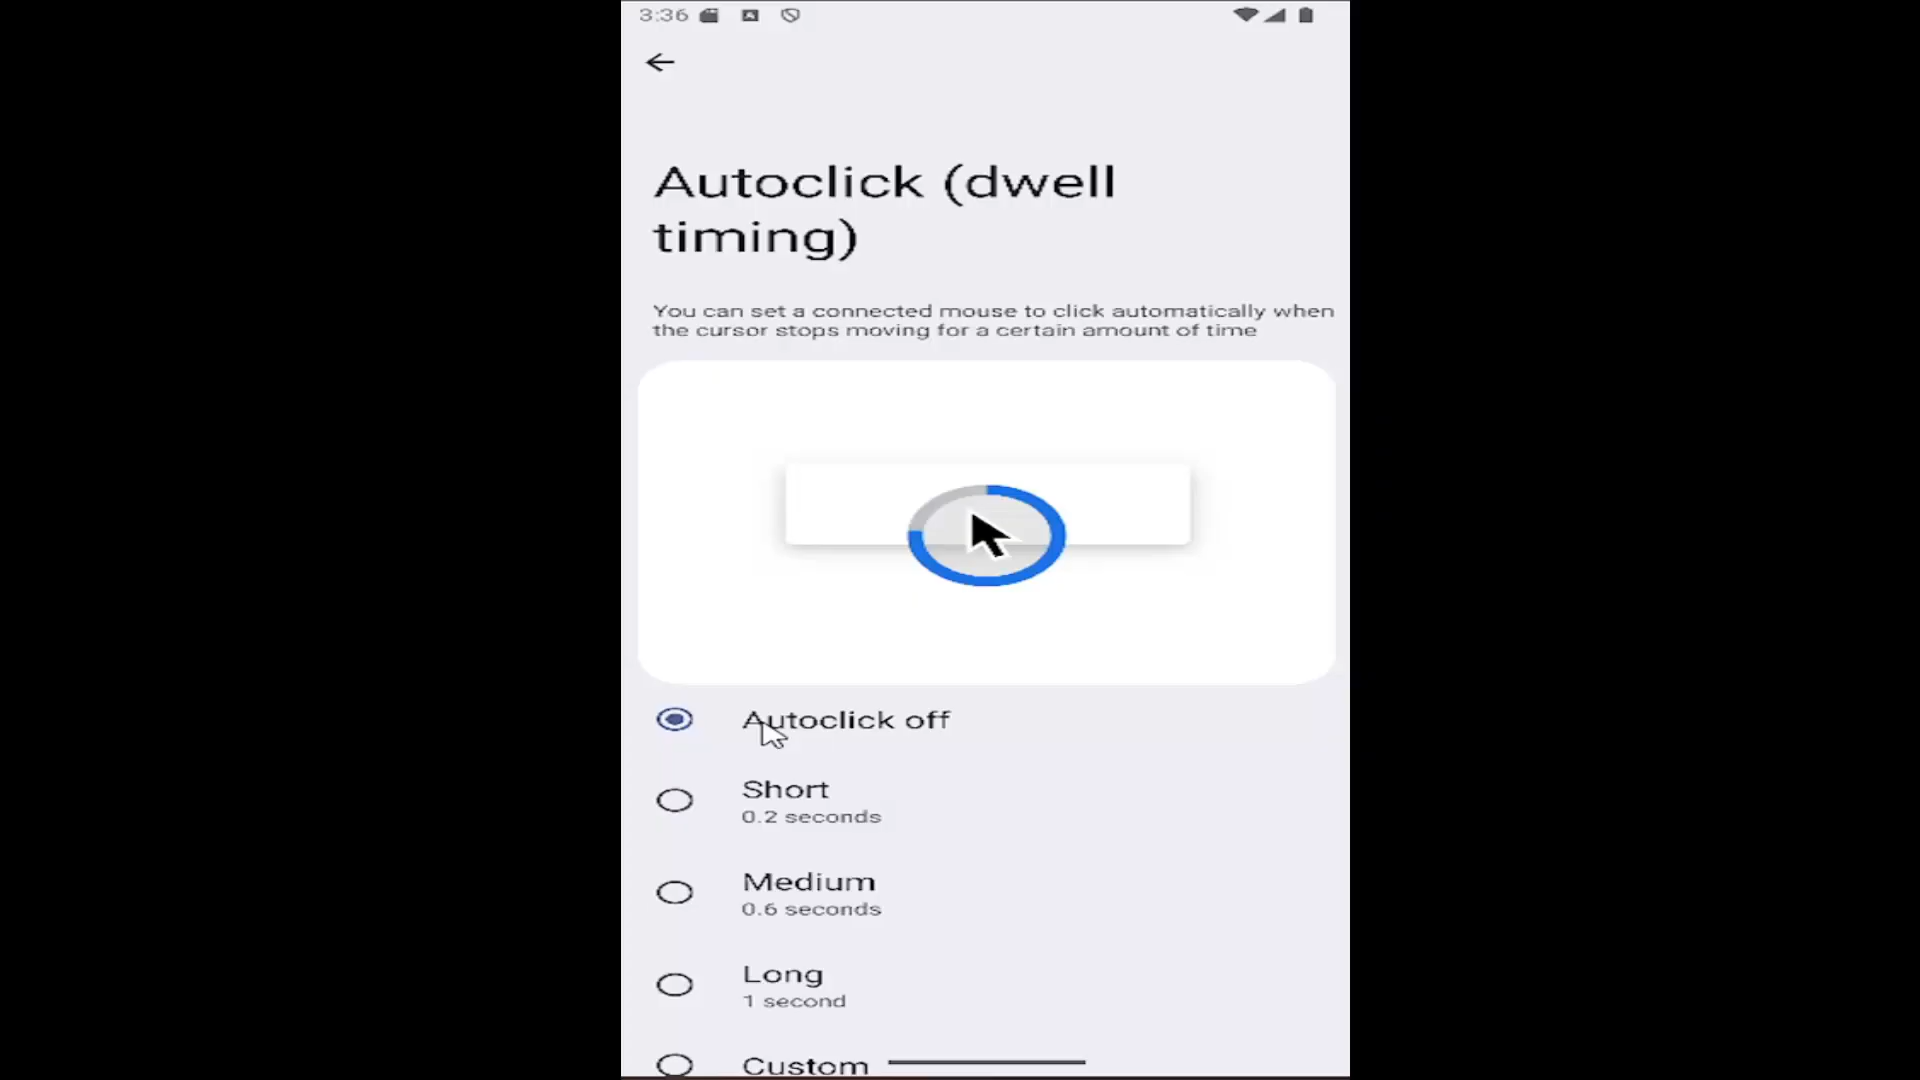 3:36
Autoclick (dwell
timing)
You can set a connected mouse to click automatically when
the cursor stops moving for a certain amount of time
Autoclick off
Short
0.2 seconds
Medium
0.6 seconds
Long
1 second
Custom